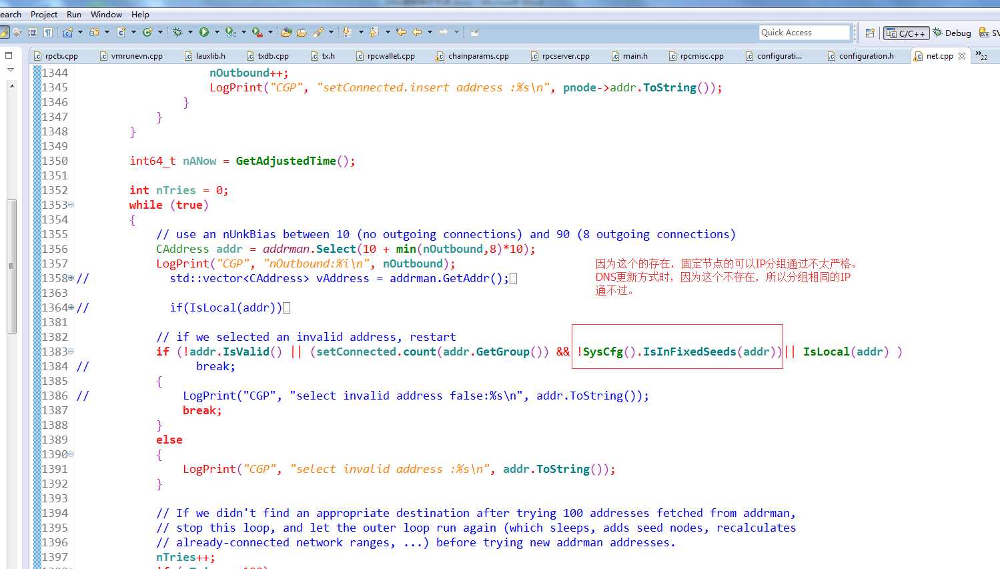 earch Project Run Window Help
Quick Access C/C++ Debug SV
rpctx.cpp vmrunevn.cpp lauxlib.h txdb.cpp tx.h rpcwallet.cpp chainparams.cpp rpcserver.cpp main.h rpcmisc.cpp configurati... configuration.h net.cpp »22
1344 nOutbound++;
1345 LogPrint("CGP", "setConnected.insert address :%s\n", pnode->addr.ToString());
1346 }
1347 }
1348 }
1349
1350 int64_t nANow = GetAdjustedTime();
1351
1352 int nTries = 0;
1353 while (true)
1354 {
1355 // use an nUnkBias between 10 (no outgoing connections) and 90 (8 outgoing connections)
1356 CAddress addr = addrman.Select(10 + min(nOutbound,8)*10);
1357 LogPrint("CGP", "nOutbound:%i\n", nOutbound);
因为这个的存在，固定节点的可以IP分组通过不太严格。
DNS更新方式时，因为这个不存在，所以分组相同的IP
通不过。
1358 // std::vector<CAddress> vAddress = addrman.GetAddr();
1363
1364 // if(IsLocal(addr))
1381
1382 // if we selected an invalid address, restart
1383 if (!addr.IsValid() || (setConnected.count(addr.GetGroup()) && !SysCfg().IsInFixedSeeds(addr))|| IsLocal(addr) )
1384 // break;
1385 {
1386 // LogPrint("CGP", "select invalid address false:%s\n", addr.ToString());
1387 break;
1388 }
1389 else
1390 {
1391 LogPrint("CGP", "select invalid address :%s\n", addr.ToString());
1392 }
1393
1394 // If we didn't find an appropriate destination after trying 100 addresses fetched from addrman,
1395 // stop this loop, and let the outer loop run again (which sleeps, adds seed nodes, recalculates
1396 // already-connected network ranges, ...) before trying new addrman addresses.
1397 nTries++;